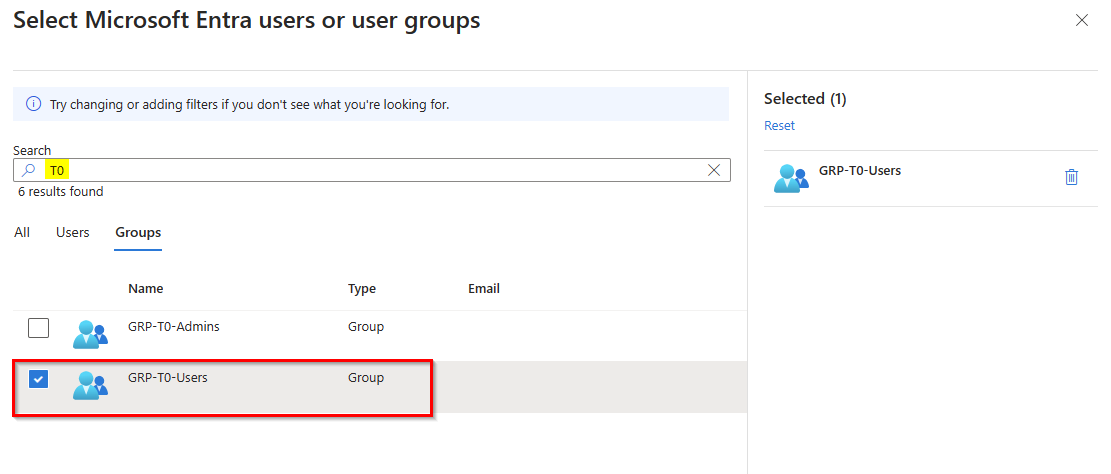 Select Microsoft Entra users or user groups
Try changing or adding filters if you don't see what you're looking for.
Search
T0
6 results found
All Users Groups
Name Type Email
GRP-T0-Admins Group
GRP-T0-Users Group
Selected (1)
Reset
GRP-T0-Users